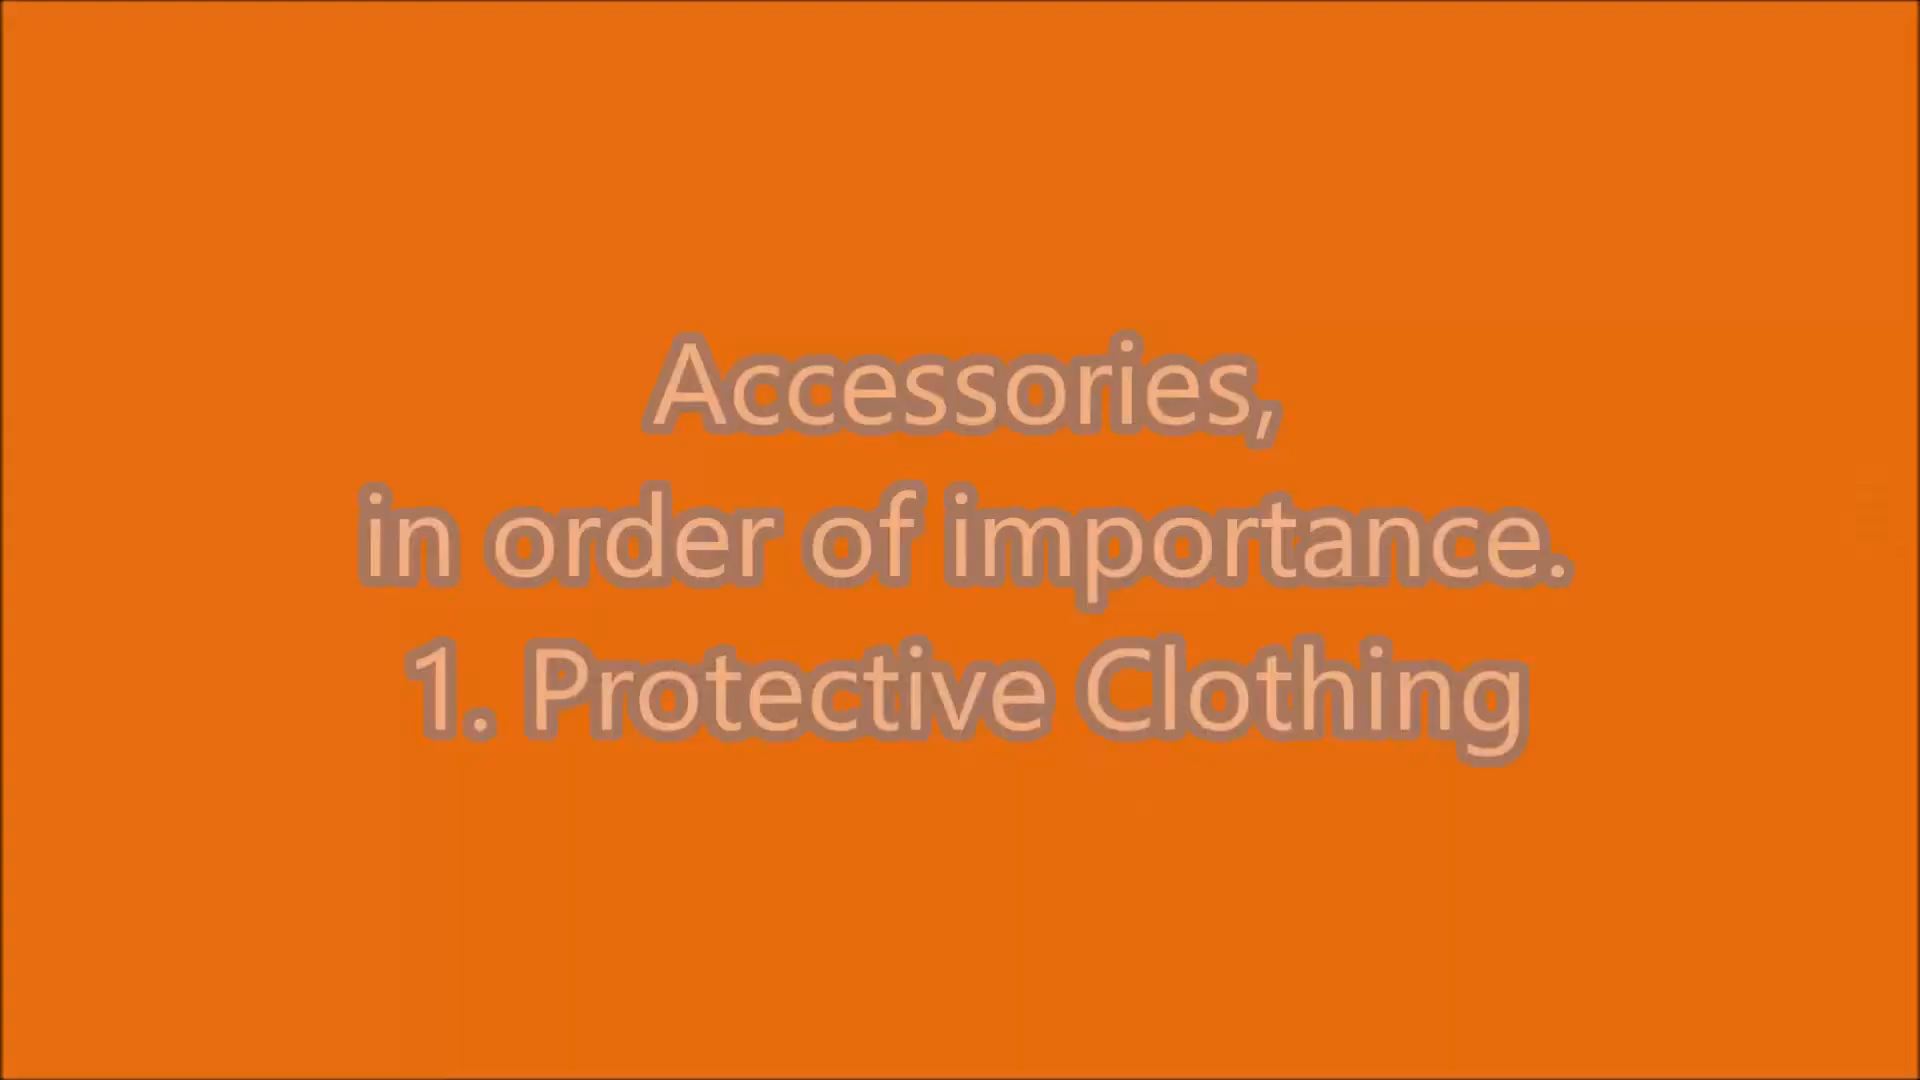 Accessories,
in order of importance.
1. Protective Clothing